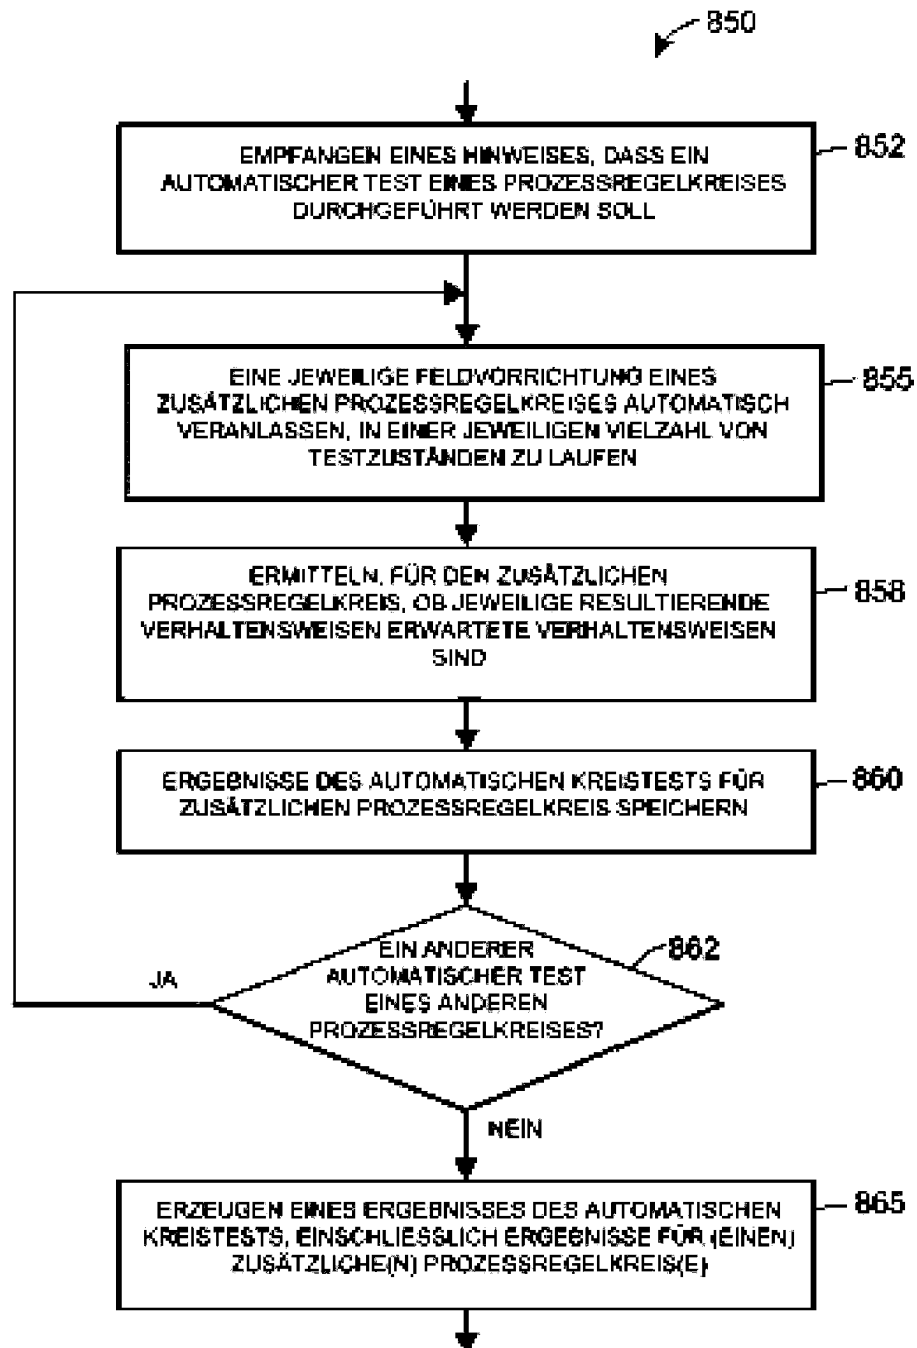 850
EMPFANGEN EINES HINWEISES, DASS EIN
AUTOMATISCHER TEST EINES PROZESSREGELKREISES
DURCHGEFÜHRT WERDEN SOLL
852
EINE JEWEILIGE FELDVORRICHTUNG EINES
ZUSÄTZLICHEN PROZESSREGELKREISES AUTOMATISCH
VERANLASSEN, IN EINER JEWEILIGEN VIELZAHL VON
TESTZUSTÄNDEN ZU LAUFEN
855
ERMITTELN, FÜR DEN ZUSÄTZLICHEN
PROZESSREGELKREIS, OB JEWEILIGE RESULTIERENDE
VERHALTENSWEISEN ERWARTETE VERHALTENSWEISEN
SIND
858
ERGEBNISSE DES AUTOMATISCHEN KREISTESTS FÜR
ZUSÄTZLICHEN PROZESSREGELKREIS SPEICHERN
860
EIN ANDERER
AUTOMATISCHER TEST
EINES ANDEREN
PROZESSREGELKREISES?
862
JA
NEIN
ERZEUGEN EINES ERGEBNISSES DES AUTOMATISCHEN
KREISTESTS, EINSCHLIESSLICH ERGEBNISSE FÜR (EINEN)
ZUSÄTZLICHE(N) PROZESSREGELKREIS(E)
865